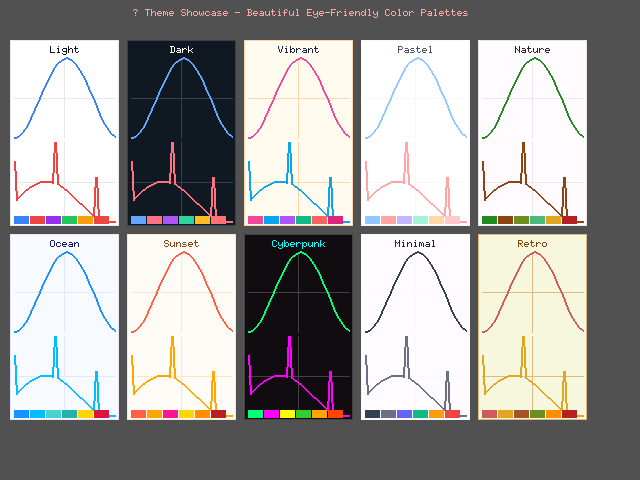 ? Theme Showcase - Beautiful Eye-Friendly Color Palettes
Light
Dark
Vibrant
Pastel
Nature
Ocean
Sunset
Cyberpunk
Minimal
Retro